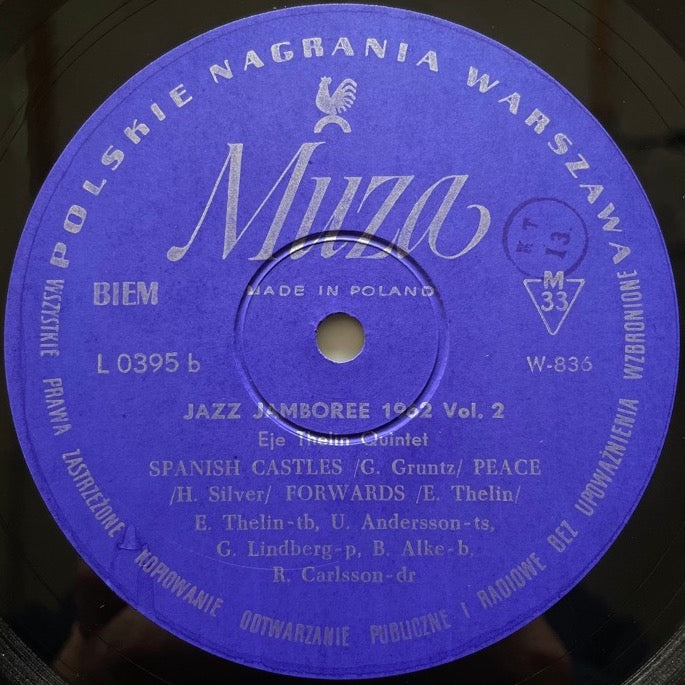 POLSKIE NAGRANIA WARSZAWA
Muza
KT
13.
BIEM
MADE IN POLAND
M
33
L 0395 b
W-836
JAZZ JAMBOREE 1962 Vol. 2
Eje Thelin Quintet
SPANISH CASTLES /G. Gruntz/ PEACE
/H. Silver/ FORWARDS /E. Thelin/
E. Thelin-tb, U. Andersson-ts,
G. Lindberg-p, B. Alke-b,
R. Carlsson-dr
WSZYSTKIE PRAWA ZASTRZEŻONE KOPIOWANIE ODTWARZANIE PUBLICZNE I RADIOWE BEZ UPOWAŻNIENIA WZBRONIONE